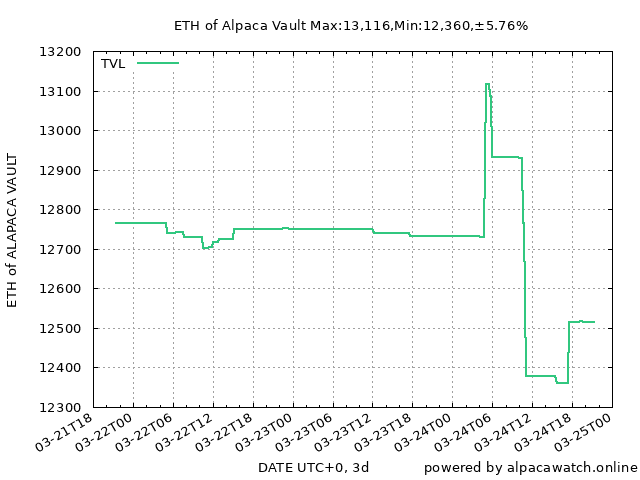 ETH of Alpaca Vault Max:13,116,Min:12,360,±5.76%
TVL
13200
13100
13000
12900
12800
12700
12600
12500
12400
12300
ETH of ALAPACA VAULT
03-21T18
03-22T00
03-22T06
03-22T12
03-22T18
03-23T00
03-23T06
03-23T12
03-23T18
03-24T00
03-24T06
03-24T12
03-24T18
03-25T00
DATE UTC+0, 3d
powered by alpacawatch.online